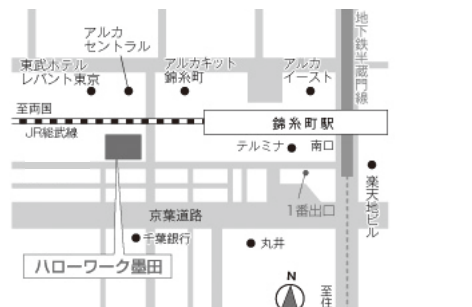 アルカ
セントラル
地下鉄半蔵門線
東武ホテル
レバント東京
アルカキット
錦糸町
アルカ
イースト
至両国
JR総武線
錦糸町駅
テルミナ
南口
楽天地ビル
1番出口
京葉道路
千葉銀行
丸井
ハローワーク墨田
N
至住